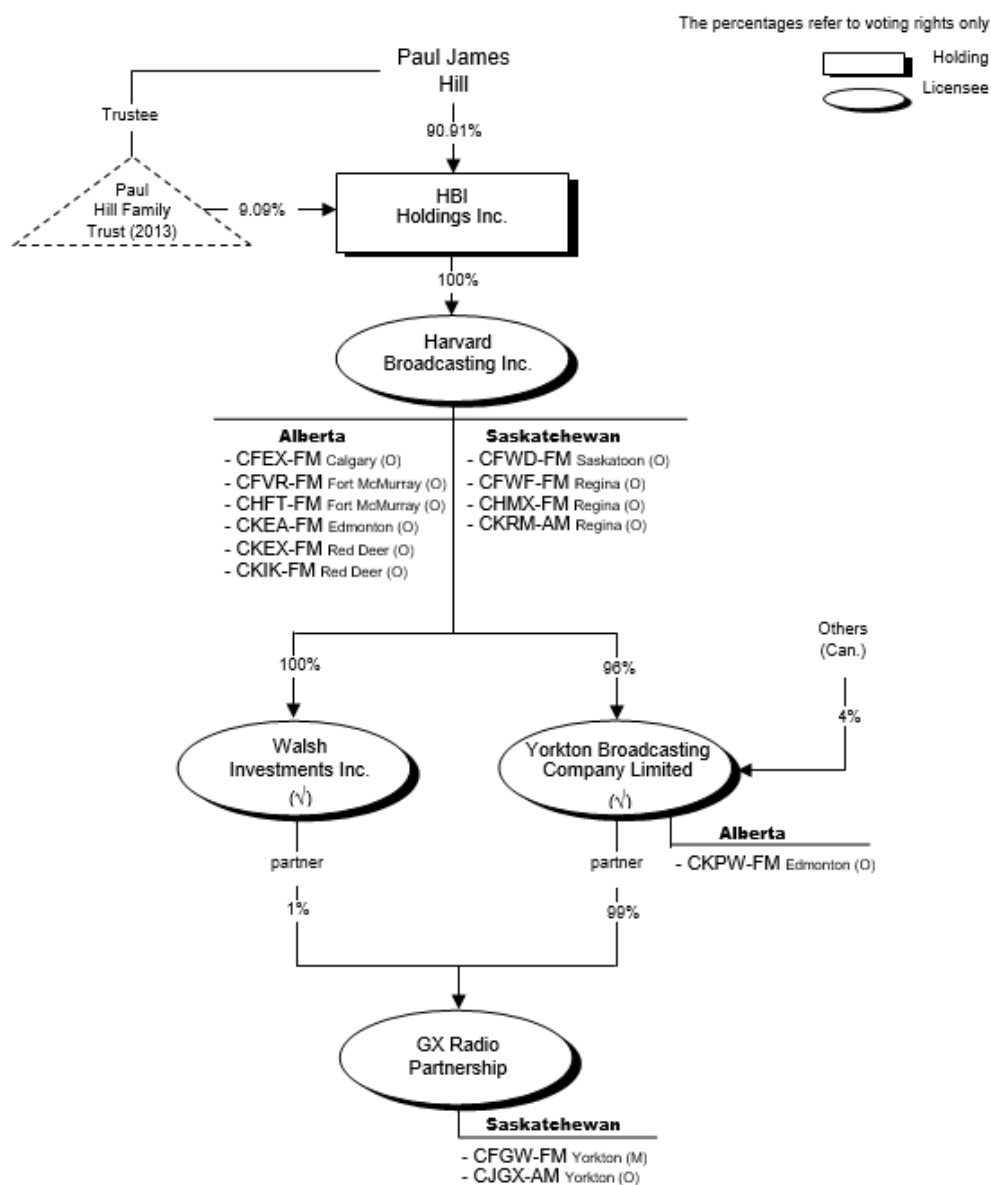 The percentages refer to voting rights only
Holding
Licensee
Paul James
Hill
Trustee
90.91%
Paul
Hill Family
Trust (2013)
9.09%
HBI
Holdings Inc.
100%
Harvard
Broadcasting Inc.
Alberta
- CFEX-FM Calgary (O)
- CFVR-FM Fort McMurray (O)
- CHFT-FM Fort McMurray (O)
- CKEA-FM Edmonton (O)
- CKEX-FM Red Deer (O)
- CKIK-FM Red Deer (O)
Saskatchewan
- CFWD-FM Saskatoon (O)
- CFWF-FM Regina (O)
- CHMX-FM Regina (O)
- CKRM-AM Regina (O)
100%
96%
Others
(Can.)
4%
Walsh
Investments Inc.
(√)
Yorkton Broadcasting
Company Limited
(√)
Alberta
- CKPW-FM Edmonton (O)
partner
partner
1%
99%
GX Radio
Partnership
Saskatchewan
- CFGW-FM Yorkton (M)
- CJGX-AM Yorkton (O)